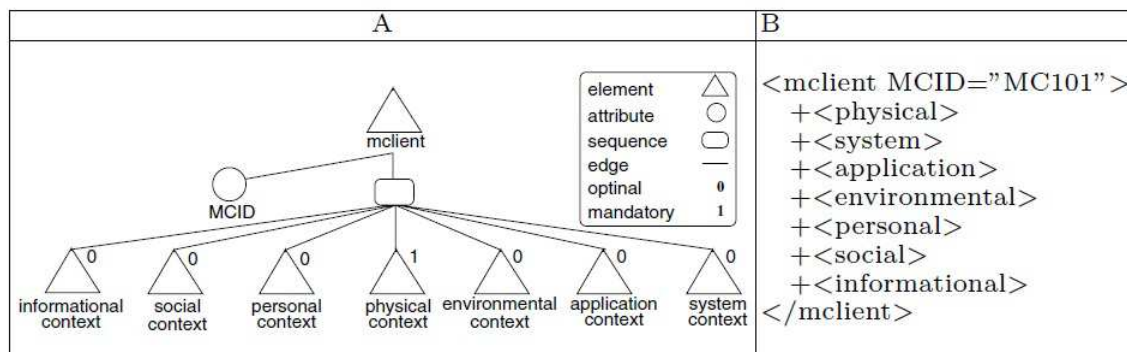 A
B
element
attribute
sequence
edge
optinal 0
mandatory 1
mclient
MCID
0 0 0 1 0 0 0
informational context
social context
personal context
physical context
environmental context
application context
system context
<mclient MCID="MC101">
+<physical>
+<system>
+<application>
+<environmental>
+<personal>
+<social>
+<informational>
</mclient>